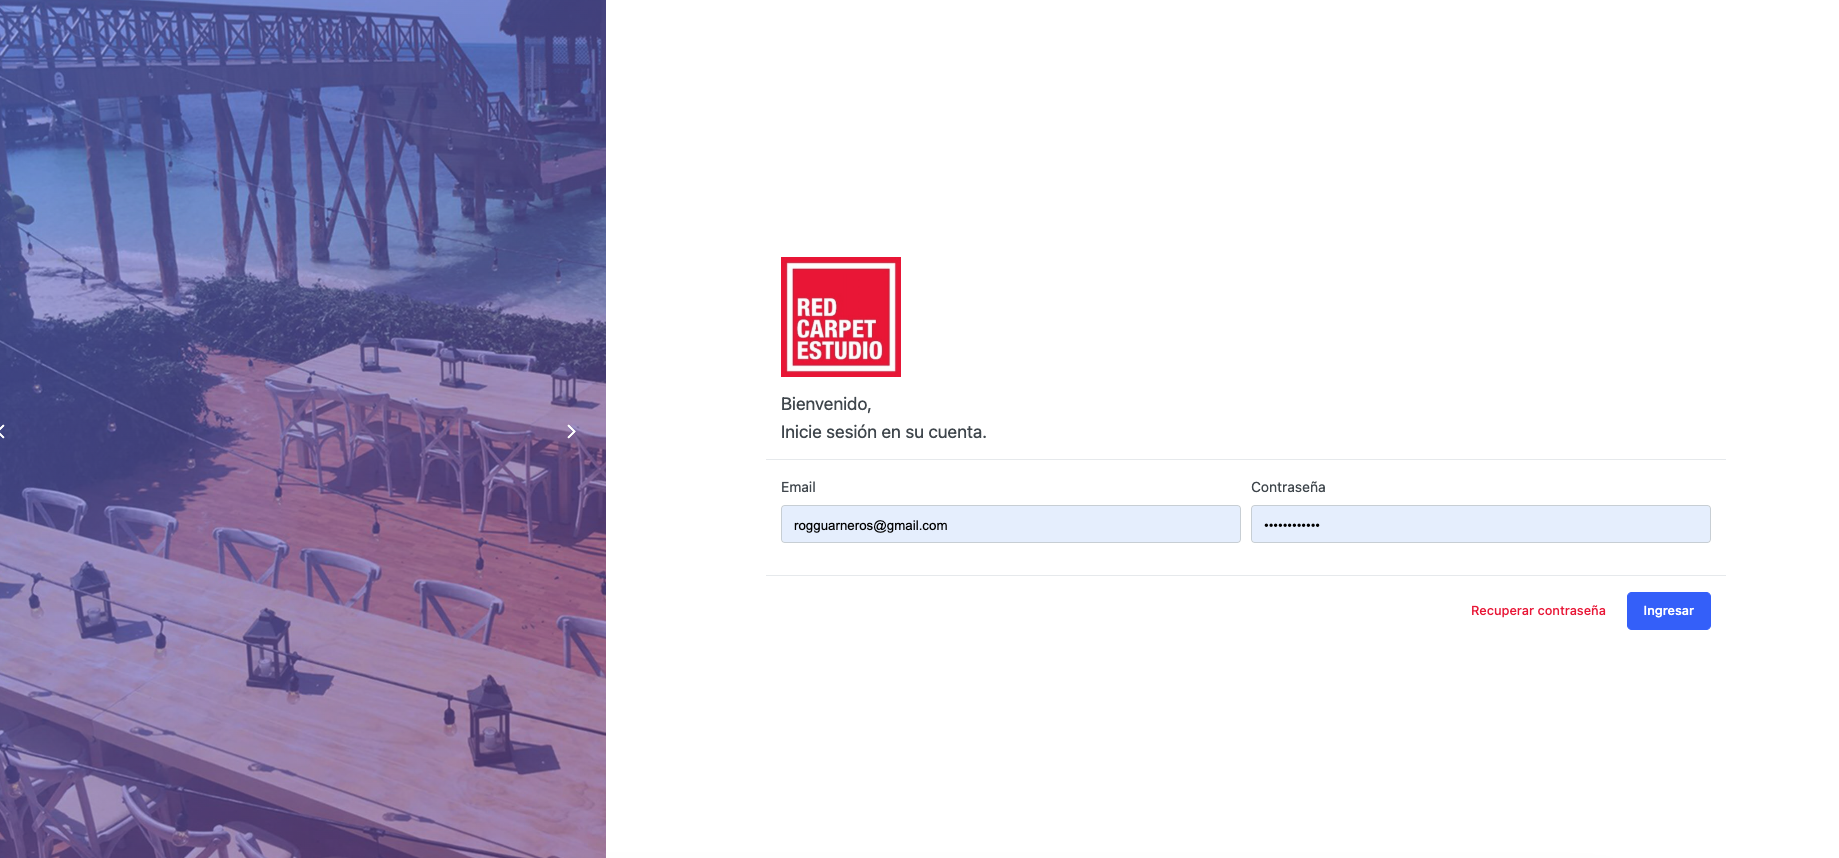 RED
CARPET
ESTUDIO
Bienvenido,
Inicie sesión en su cuenta.
Email
Contraseña
rogguarneros@gmail.com
••••••••••••
Recuperar contraseña
Ingresar